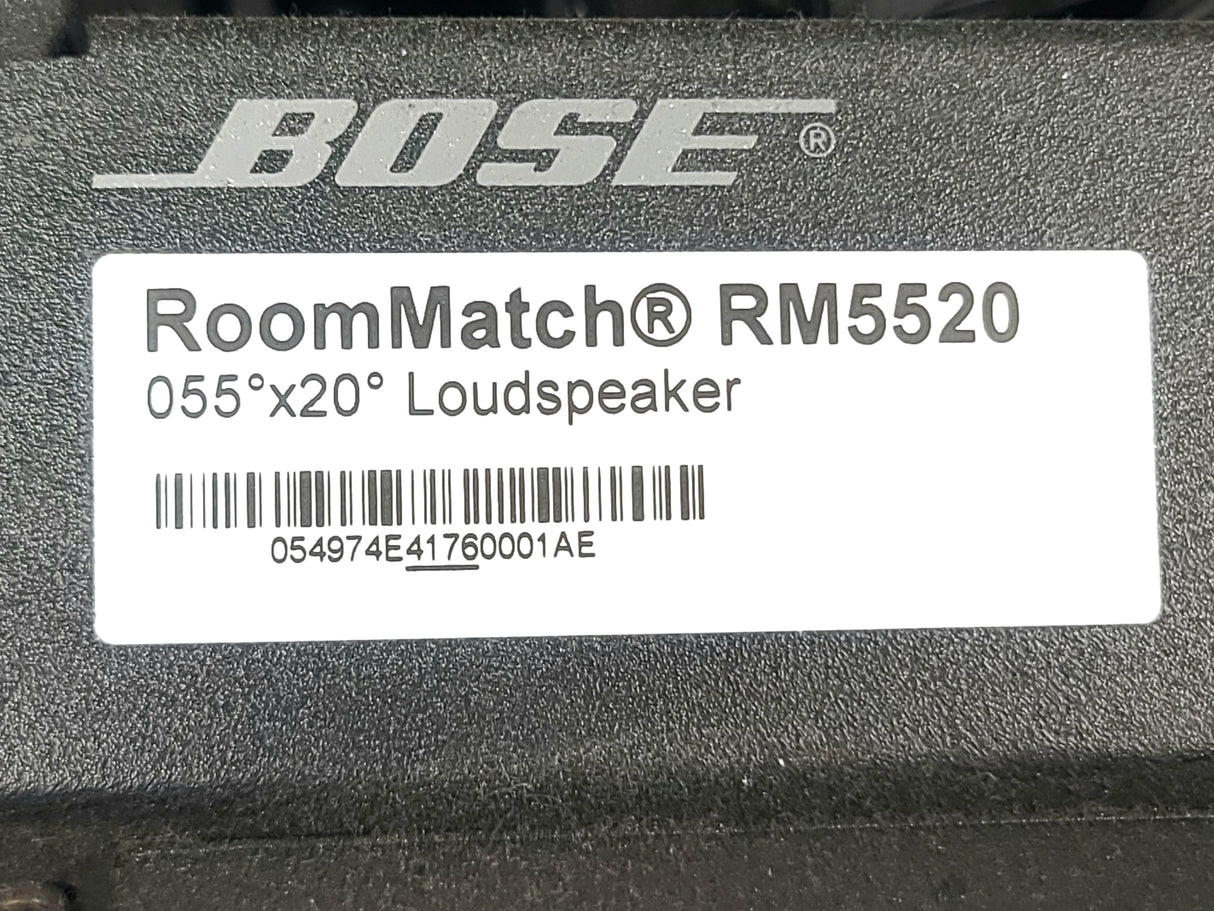 BOSE®
RoomMatch® RM5520
055°x20° Loudspeaker
054974E41760001AE